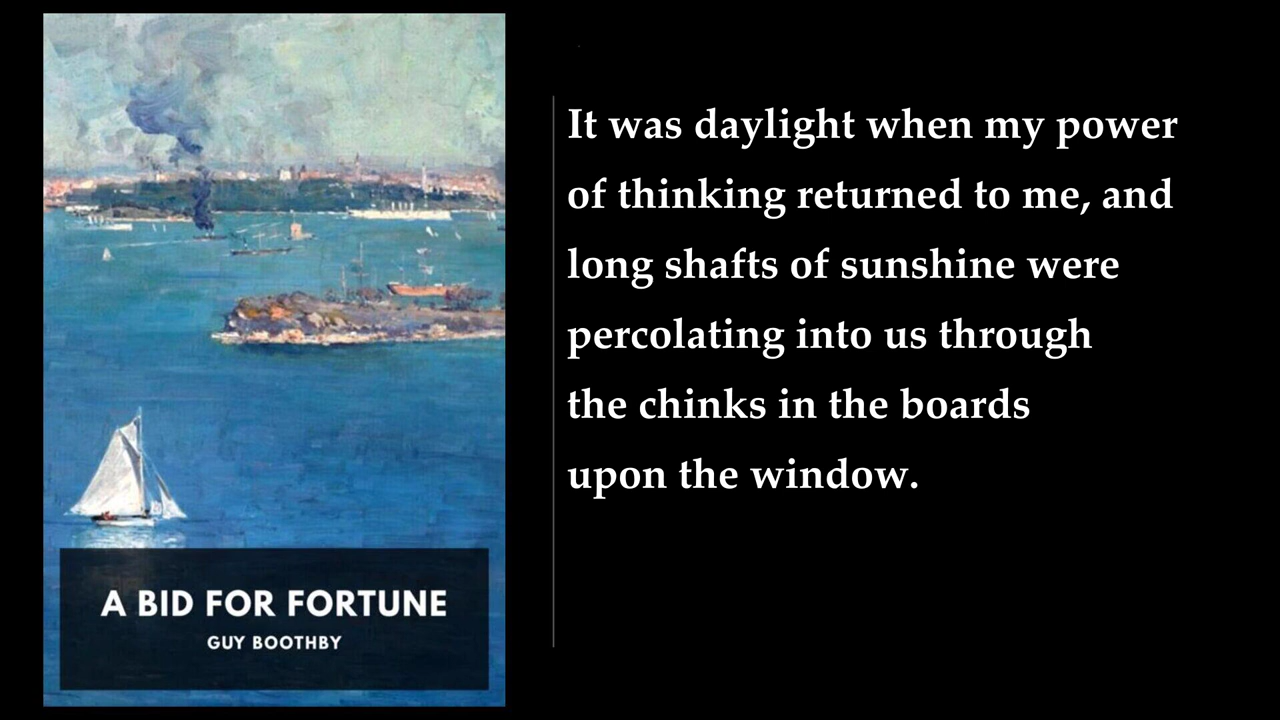 A BID FOR FORTUNE
GUY BOOTHBY
It was daylight when my power
of thinking returned to me, and
long shafts of sunshine were
percolating into us through
the chinks in the boards
upon the window.